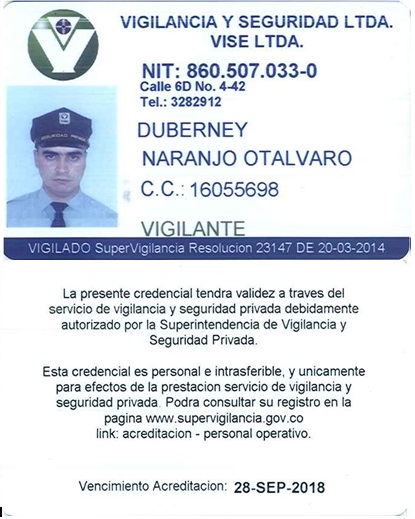 VIGILANCIA Y SEGURIDAD LTDA.
VISE LTDA.
NIT: 860.507.033-0
Calle 6D No. 4-42
Tel.: 3282912
DUBERNEY
NARANJO OTALVARO
C.C.: 16055698
VIGILANTE
VIGILADO SuperVigilancia Resolucion 23147 DE 20-03-2014
La presente credencial tendra validez a traves del
servicio de vigilancia y seguridad privada debidamente
autorizado por la Superintendencia de Vigilancia y
Seguridad Privada.
Esta credencial es personal e intrasferible, y unicamente
para efectos de la prestacion servicio de vigilancia y
seguridad privada. Podra consultar su registro en la
pagina www.supervigilancia.gov.co
link: acreditacion - personal operativo.
Vencimiento Acreditacion: 28-SEP-2018